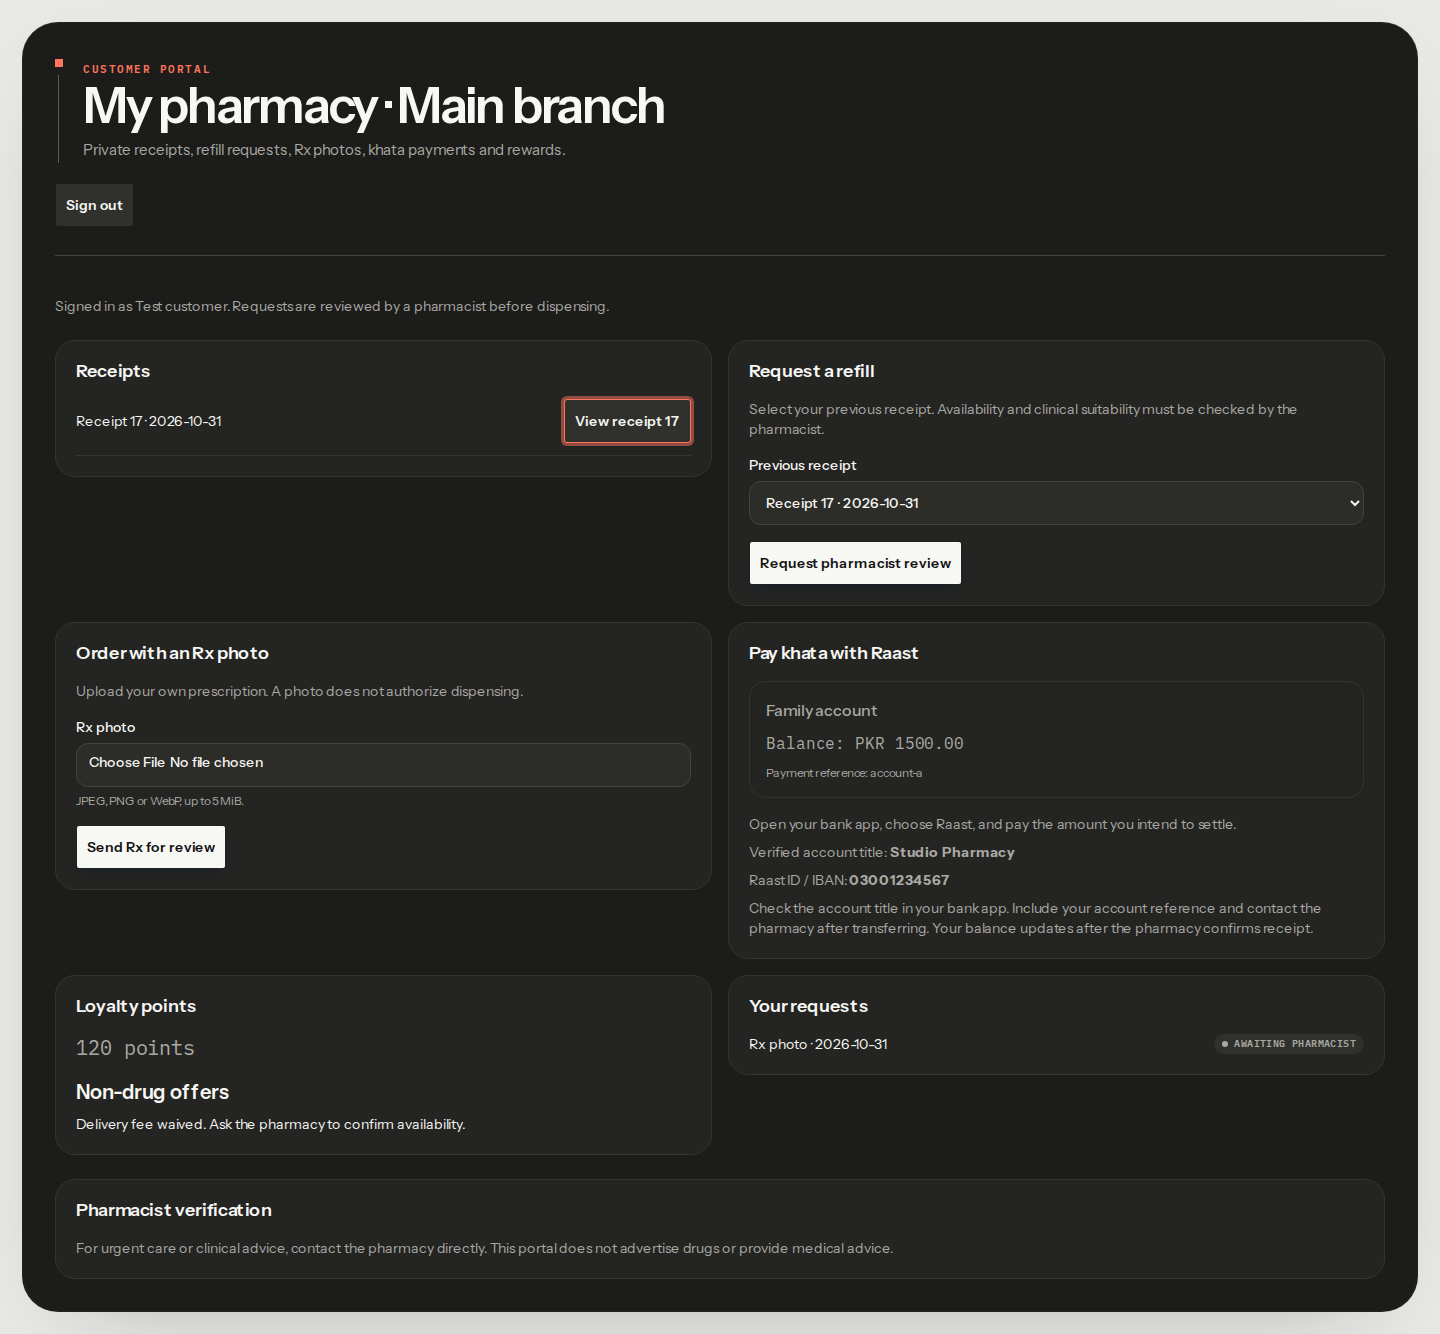 CUSTOMER PORTAL
My pharmacy · Main branch
Private receipts, refill requests, Rx photos, khata payments and rewards.
Sign out
Signed in as Test customer. Requests are reviewed by a pharmacist before dispensing.
Receipts
Receipt 17 · 2026-10-31
View receipt 17
Request a refill
Select your previous receipt. Availability and clinical suitability must be checked by the
pharmacist.
Previous receipt
Receipt 17 · 2026-10-31
Request pharmacist review
Order with an Rx photo
Upload your own prescription. A photo does not authorize dispensing.
Rx photo
Choose File No file chosen
JPEG, PNG or WebP, up to 5 MiB.
Send Rx for review
Pay khata with Raast
Family account
Balance: PKR 1500.00
Payment reference: account-a
Open your bank app, choose Raast, and pay the amount you intend to settle.
Verified account title: Studio Pharmacy
Raast ID / IBAN: 03001234567
Check the account title in your bank app. Include your account reference and contact the
pharmacy after transferring. Your balance updates after the pharmacy confirms receipt.
Loyalty points
120 points
Non-drug offers
Delivery fee waived. Ask the pharmacy to confirm availability.
Your requests
Rx photo · 2026-10-31
AWAITING PHARMACIST
Pharmacist verification
For urgent care or clinical advice, contact the pharmacy directly. This portal does not advertise drugs or provide medical advice.